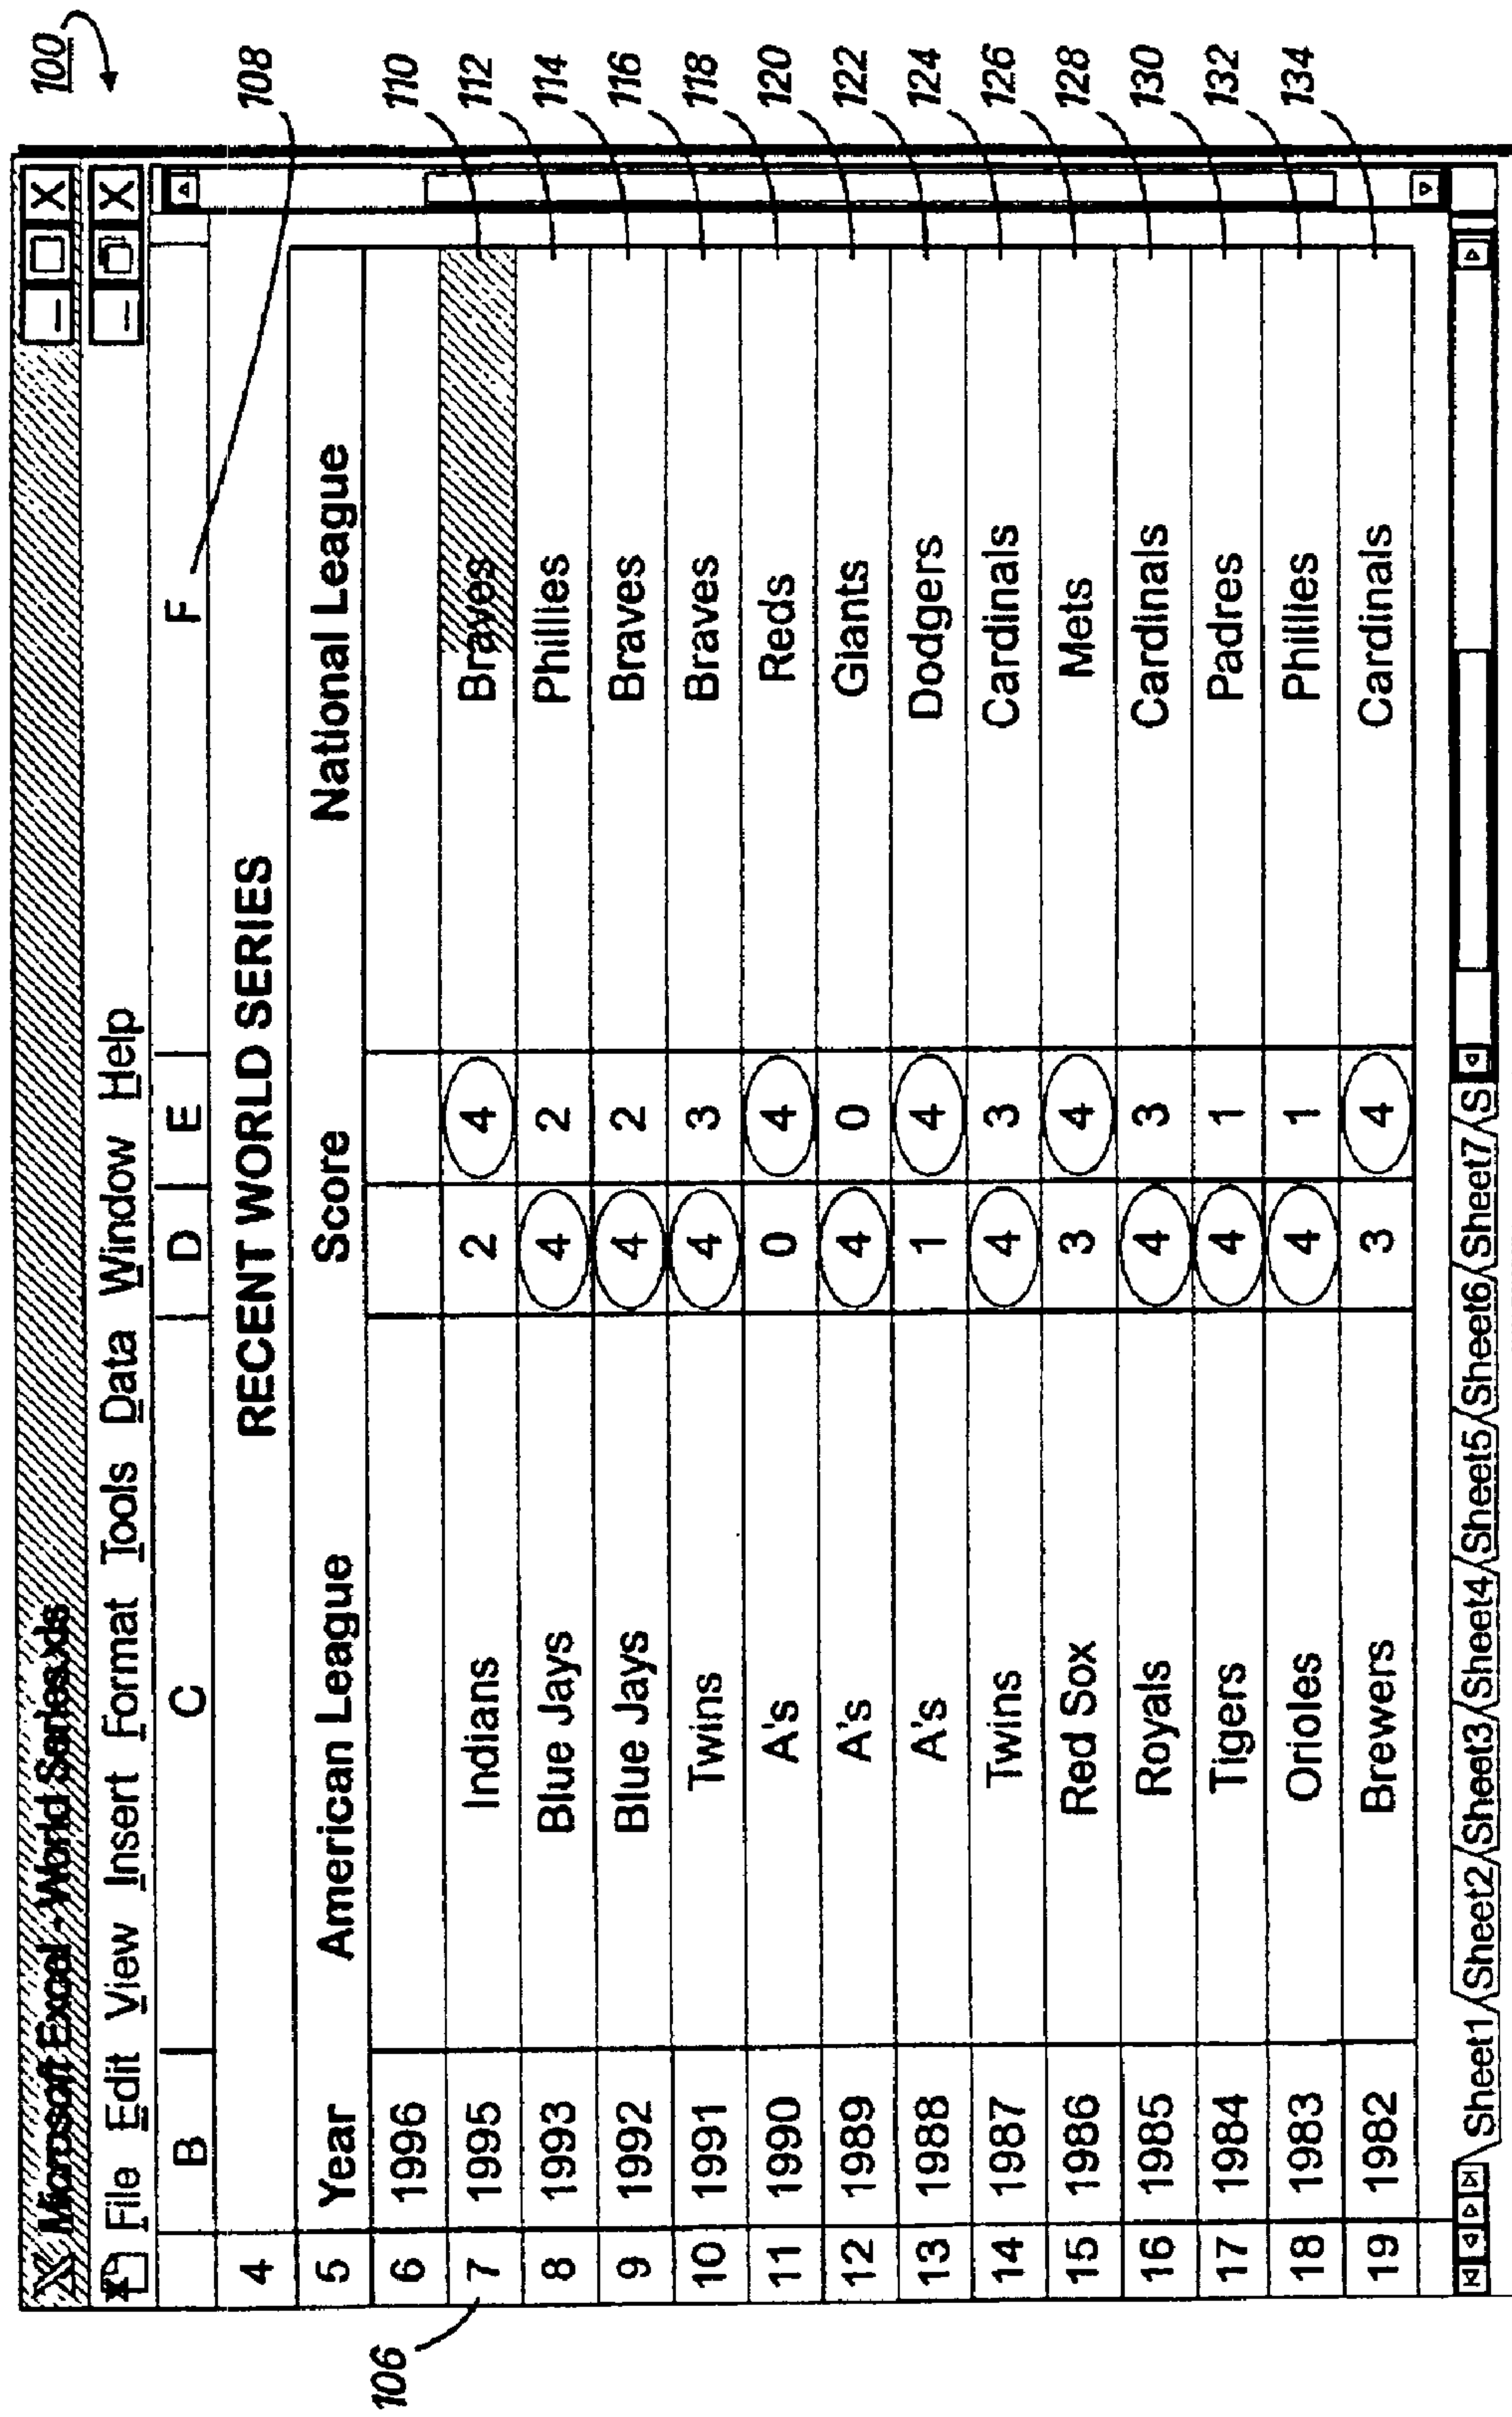 100
Microsoft Excel - World Series.xls
File Edit View Insert Format Tools Data Window Help
B C D E F 108
4 RECENT WORLD SERIES
5 Year American League Score National League
6 1996
106 7 1995 Indians 2 4 Braves 110
8 1993 Blue Jays 4 2 Phillies 112
9 1992 Blue Jays 4 2 Braves 114
10 1991 Twins 4 3 Braves 116
11 1990 A's 0 4 Reds 118
12 1989 A's 4 0 Giants 120
13 1988 A's 1 4 Dodgers 122
14 1987 Twins 4 3 Cardinals 124
15 1986 Red Sox 3 4 Mets 126
16 1985 Royals 4 3 Cardinals 128
17 1984 Tigers 4 1 Padres 130
18 1983 Orioles 4 1 Phillies 132
19 1982 Brewers 3 4 Cardinals 134
Sheet1 Sheet2 Sheet3 Sheet4 Sheet5 Sheet6 Sheet7 S